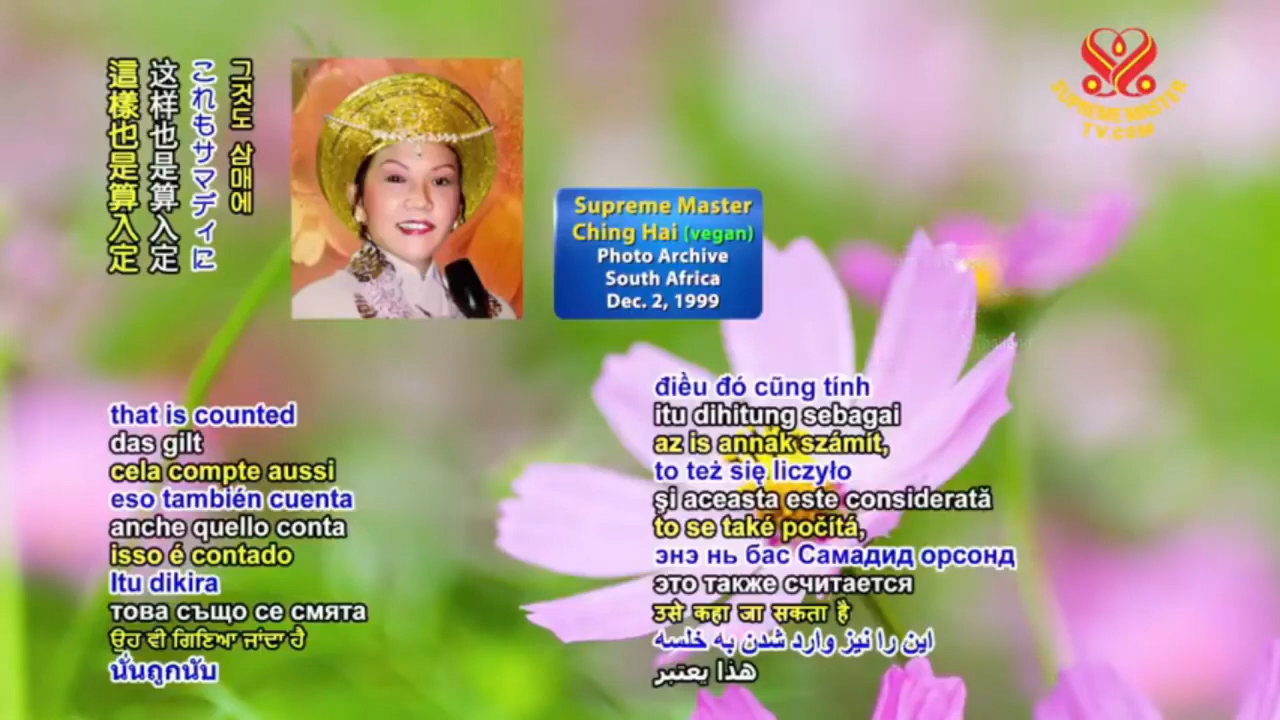 這樣也是算入定
这样也是算入定
これもサマディに
그것도 삼매에
Supreme Master
Ching Hai (vegan)
Photo Archive
South Africa
Dec. 2, 1999
SUPREME MASTER
TV.COM
that is counted
das gilt
cela compte aussi
eso también cuenta
anche quello conta
isso é contado
Itu dikira
това също се смята
ਉਹ ਵੀ ਗਿਣਿਆ ਜਾਂਦਾ ਹੈ
นั่นถูกนับ
điều đó cũng tính
itu dihitung sebagai
az is annak számít,
to też się liczyło
și aceasta este considerată
to se také počítá,
энэ нь бас Самадид орсонд
это также считается
उसे कहा जा सकता है
این را نیز وارد شدن به خلسه
هذا يعتبر